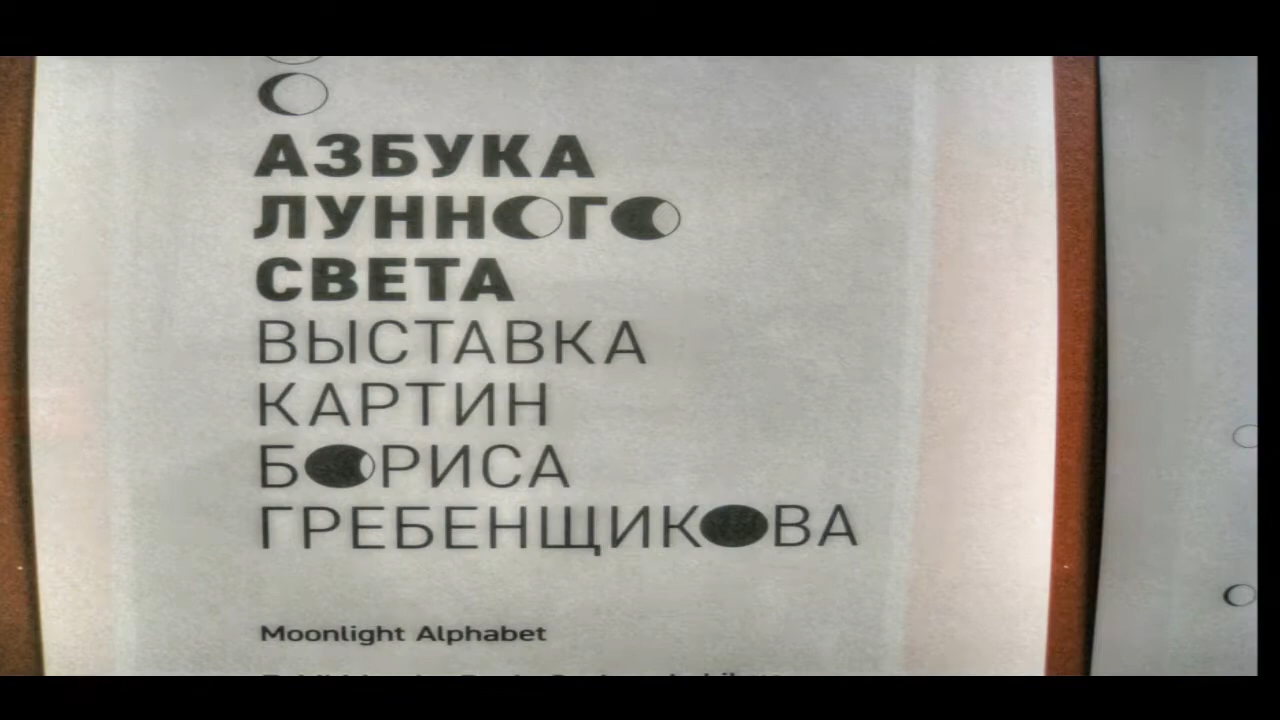 АЗБУКА
ЛУННОГО
СВЕТА
ВЫСТАВКА
КАРТИН
БОРИСА
ГРЕБЕНЩИКОВА
Moonlight Alphabet